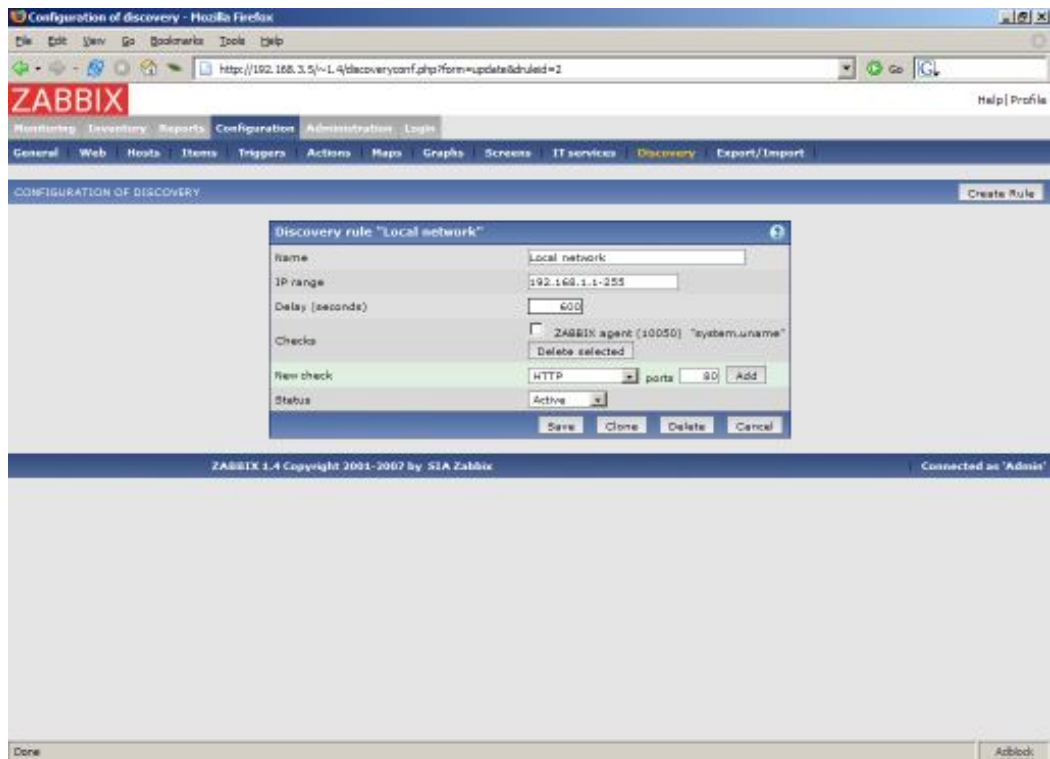 Configuration of discovery - Mozilla Firefox
File Edit View Go Bookmarks Tools Help
http://192.168.3.5/~1.4/discoveryconf.php?form=update&druleid=2 Go
ZABBIX Help | Profile
Monitoring Inventory Reports Configuration Administration Login
General Web Hosts Items Triggers Actions Maps Graphs Screens IT services Discovery Export/Import
CONFIGURATION OF DISCOVERY Create Rule
Discovery rule "Local network"
Name Local network
IP range 192.168.1.1-255
Delay (seconds) 600
Checks ZABBIX agent (10050) "system.uname"
Delete selected
New check HTTP ports 80 Add
Status Active
Save Clone Delete Cancel
ZABBIX 1.4 Copyright 2001-2007 by SIA Zabbix Connected as 'Admin'
Done Adblock